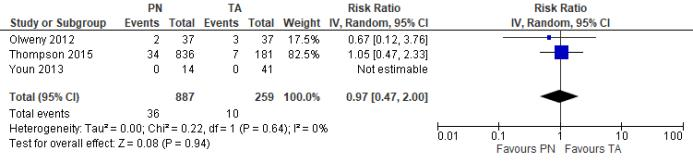 PN TA Risk Ratio Risk Ratio
Study or Subgroup Events Total Events Total Weight IV, Random, 95% CI IV, Random, 95% CI
Olweny 2012 2 37 3 37 17.5% 0.67 [0.12, 3.76]
Thompson 2015 34 836 7 181 82.5% 1.05 [0.47, 2.33]
Youn 2013 0 14 0 41 Not estimable
Total (95% CI) 887 259 100.0% 0.97 [0.47, 2.00]
Total events 36 10
Heterogeneity: Tau² = 0.00; Chi² = 0.22, df = 1 (P = 0.64); I² = 0%
Test for overall effect: Z = 0.08 (P = 0.94)
0.01 0.1 1 10 100
Favours PN Favours TA